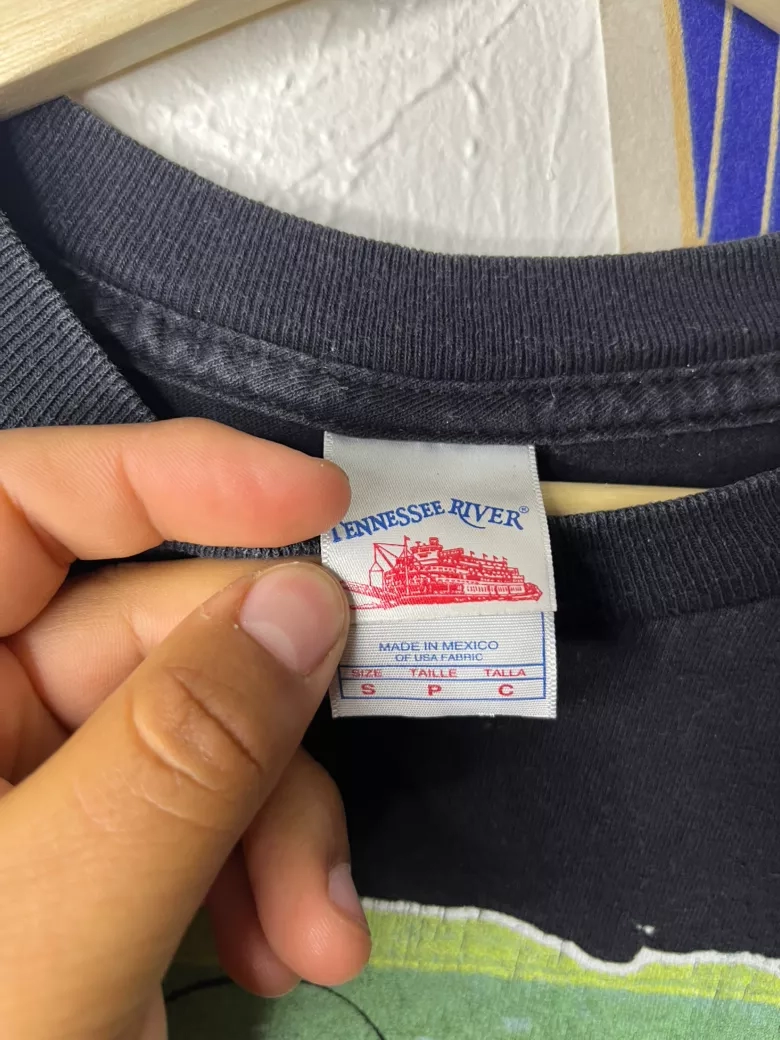 TENNESSEE RIVER®
MADE IN MEXICO
OF USA FABRIC
SIZE TAILLE TALLA
S P C